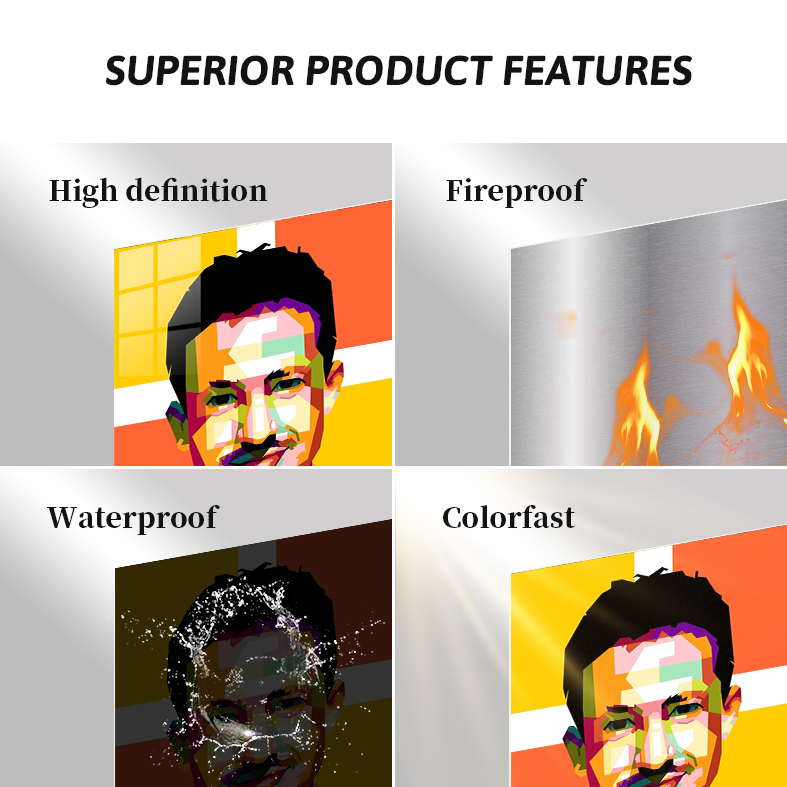 SUPERIOR PRODUCT FEATURES
High definition
Fireproof
Waterproof
Colorfast